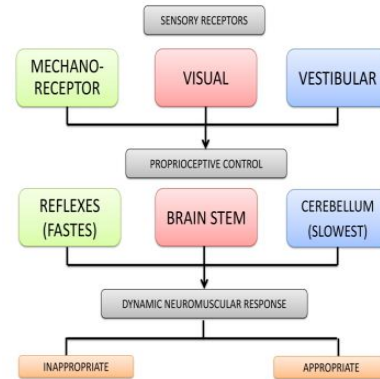 SENSORY RECEPTORS
MECHANO-
RECEPTOR
VISUAL
VESTIBULAR
PROPRIOCEPTIVE CONTROL
REFLEXES
(FASTES)
BRAIN STEM
CEREBELLUM
(SLOWEST)
DYNAMIC NEUROMUSCULAR RESPONSE
INAPPROPRIATE
APPROPRIATE